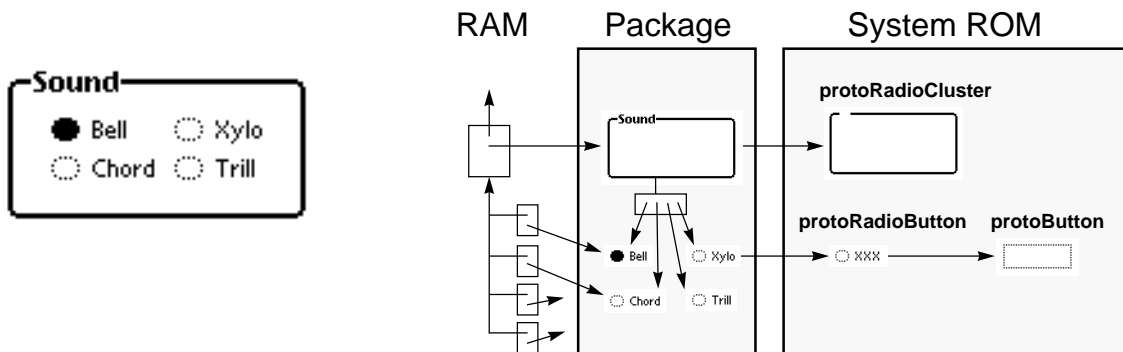 Sound
Bell Xylo
Chord Trill
RAM Package System ROM
protoRadioCluster
Sound
protoRadioButton protoButton
Bell Xylo XXX
Chord Trill